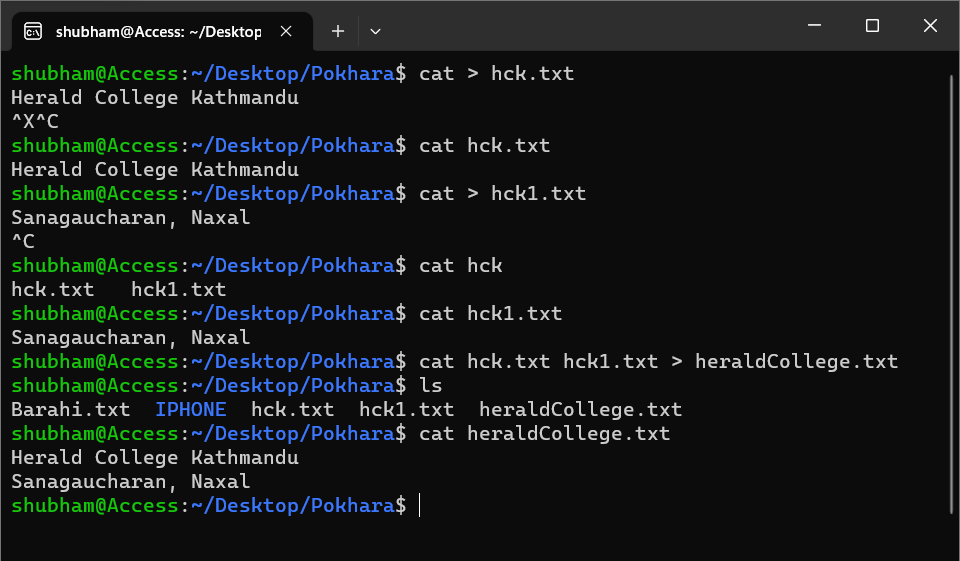 shubham@Access: ~/Desktop
shubham@Access:~/Desktop/Pokhara$ cat > hck.txt
Herald College Kathmandu
^X^C
shubham@Access:~/Desktop/Pokhara$ cat hck.txt
Herald College Kathmandu
shubham@Access:~/Desktop/Pokhara$ cat > hck1.txt
Sanagaucharan, Naxal
^C
shubham@Access:~/Desktop/Pokhara$ cat hck
hck.txt   hck1.txt
shubham@Access:~/Desktop/Pokhara$ cat hck1.txt
Sanagaucharan, Naxal
shubham@Access:~/Desktop/Pokhara$ cat hck.txt hck1.txt > heraldCollege.txt
shubham@Access:~/Desktop/Pokhara$ ls
Barahi.txt  IPHONE  hck.txt  hck1.txt  heraldCollege.txt
shubham@Access:~/Desktop/Pokhara$ cat heraldCollege.txt
Herald College Kathmandu
Sanagaucharan, Naxal
shubham@Access:~/Desktop/Pokhara$